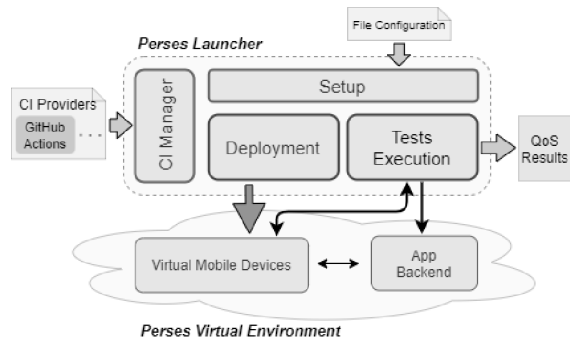 File Configuration
Perses Launcher
CI Providers
GitHub
Actions
...
CI Manager
Setup
Deployment
Tests
Execution
QoS
Results
Virtual Mobile Devices
App
Backend
Perses Virtual Environment